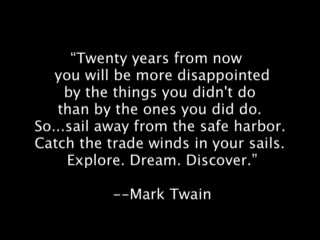 “Twenty years from now
you will be more disappointed
by the things you didn't do
than by the ones you did do.
So...sail away from the safe harbor.
Catch the trade winds in your sails.
Explore. Dream. Discover.”
--Mark Twain